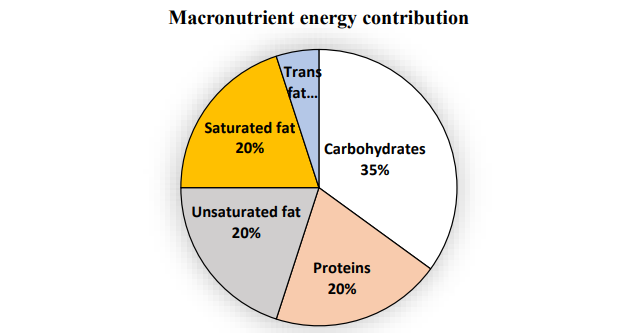 Macronutrient energy contribution
Trans
fat...
Saturated fat
20%
Carbohydrates
35%
Unsaturated fat
20%
Proteins
20%